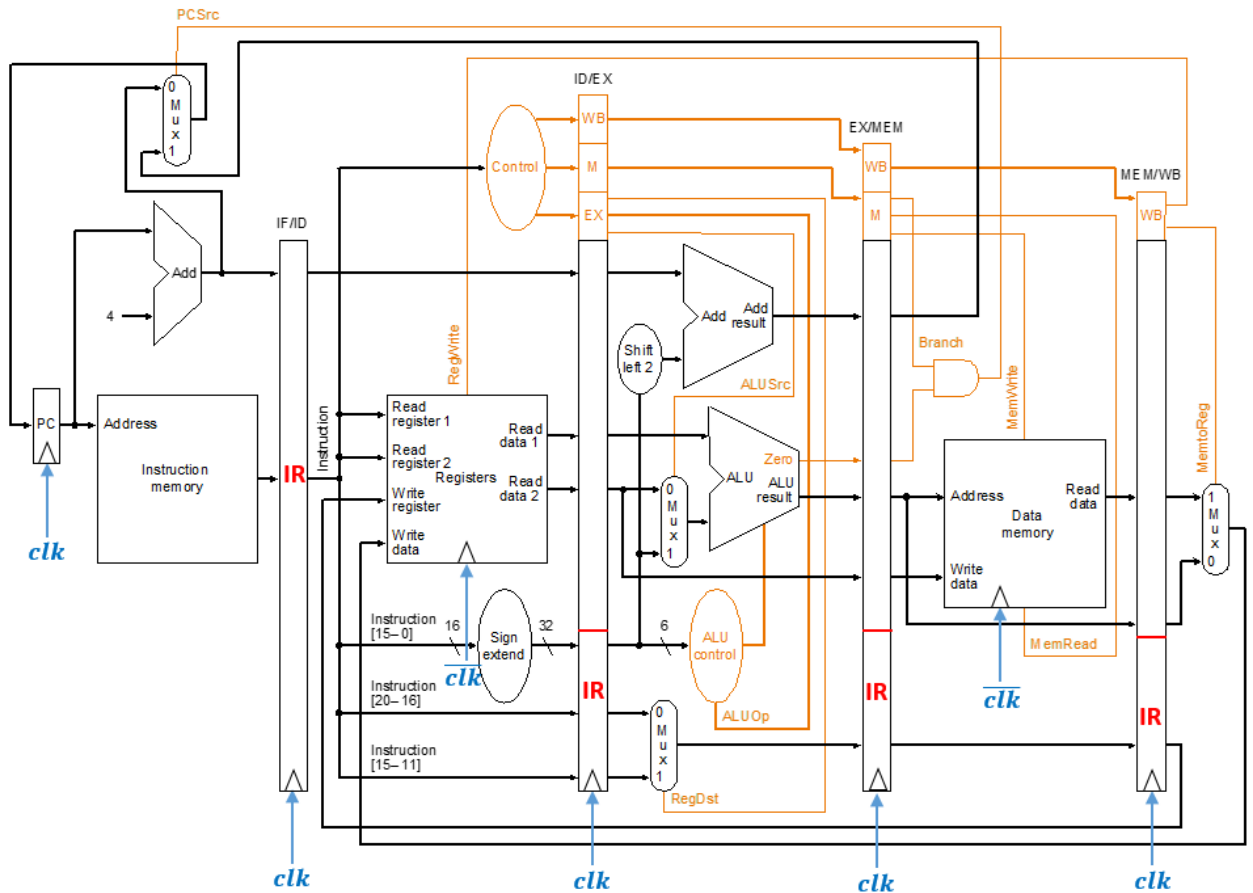 PCSrc
ID/EX
0
M
u
x
1
WB
EX/MEM
Control
M
WB
MEM/WB
IF/ID
EX
M
WB
Add
4
Add
Add
result
Shift
left 2
Branch
RegWrite
ALUSrc
MemWrite
MemtoReg
PC
Address
Instruction
memory
IR
Instruction
Read
register 1
Read
register 2
Write
register
Write
data
Registers
Read
data 1
Read
data 2
0
M
u
x
1
ALU
Zero
ALU
result
Address
Write
data
Data
memory
Read
data
1
M
u
x
0
clk
clk
clk
Instruction
[15–0]
16
Sign
extend
32
6
ALU
control
MemRead
Instruction
[20–16]
IR
IR
IR
ALUOp
Instruction
[15–11]
0
M
u
x
1
RegDst
clk
clk
clk
clk